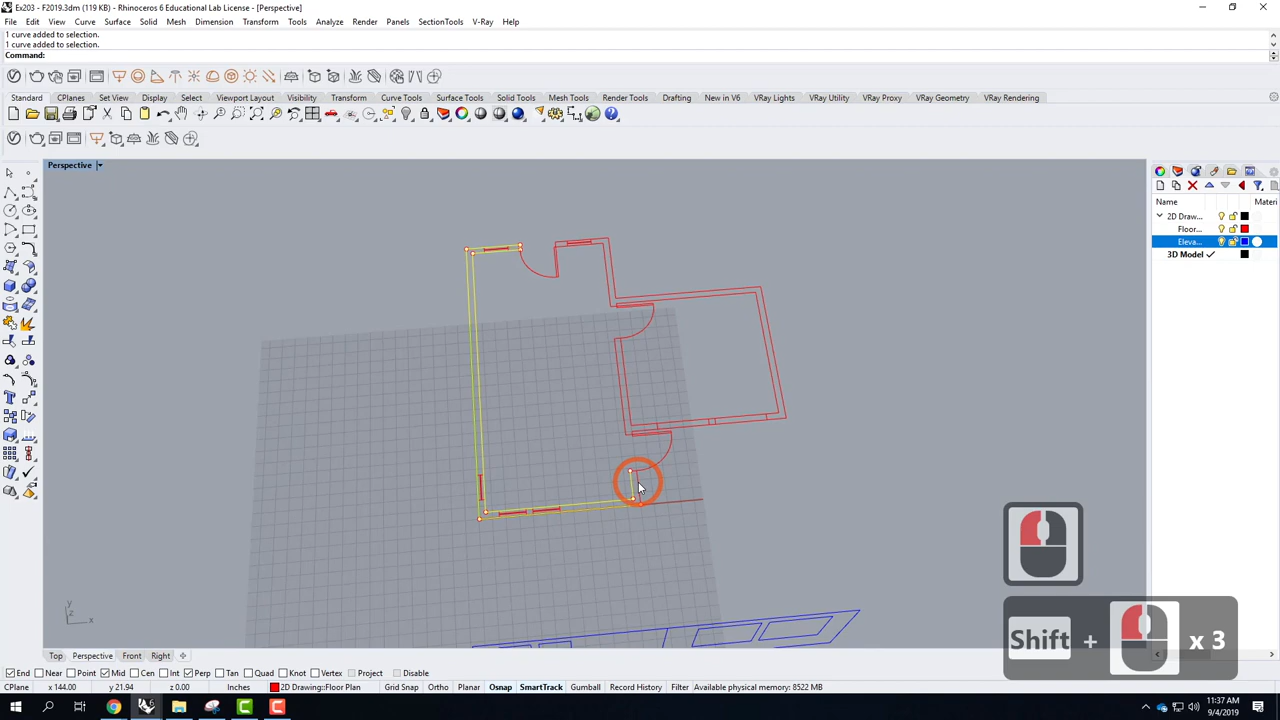 Ex203 - F2019.3dm (119 KB) - Rhinoceros 6 Educational Lab License - [Perspective]
File Edit View Curve Surface Solid Mesh Dimension Transform Tools Analyze Render Panels SectionTools V-Ray Help
1 curve added to selection.
1 curve added to selection.
Command:
Standard CPlanes Set View Display Select Viewport Layout Visibility Transform Curve Tools Surface Tools Solid Tools Mesh Tools Render Tools Drafting New in V6 VRay Lights VRay Utility VRay Proxy VRay Geometry VRay Rendering
Perspective
Name Materi
2D Draw...
Floor...
Eleva...
3D Model
y
z x
Shift + x 3
Top Perspective Front Right
End Near Point Mid Cen Int Perp Tan Quad Knot Vertex Project Disable
CPlane x 144.00 y 21.94 z 0.00 Inches 2D Drawing::Floor Plan Grid Snap Ortho Planar Osnap SmartTrack Gumball Record History Filter Available physical memory: 8522 MB
11:37 AM
9/4/2019